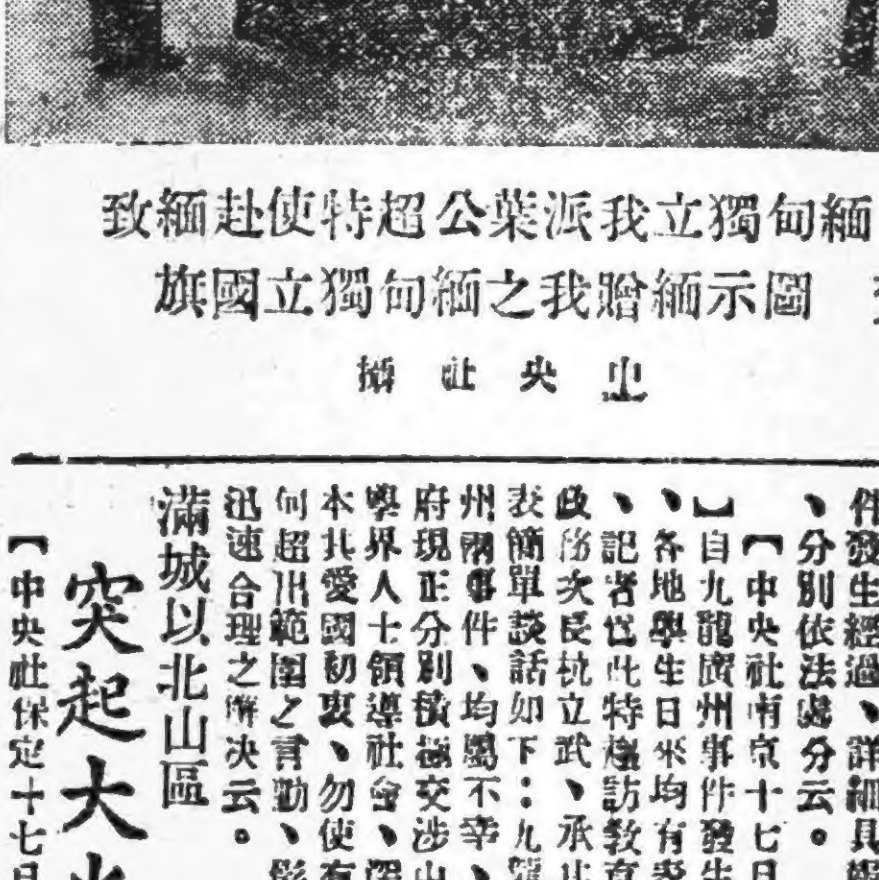 緬甸獨立我派葉公超特使赴緬致
圖示緬贈我之緬甸獨立國旗
中央社攝
件發生經過、詳細具
、分別依法處分云。
【中央社南京十七日
】自九龍廣州事件發生
、各地學生日來均有
、記者為此特趨訪教育
政務次長杭立武、承
表簡單談話如下：九
州兩事件、均屬不幸、
府現正分別積極交涉
學界人士領導社會、
本其愛國初衷、勿使有
何超出範圍之言動、影
迅速合理之解决云。
滿城以北山區
突起大
【中央社保定十七日